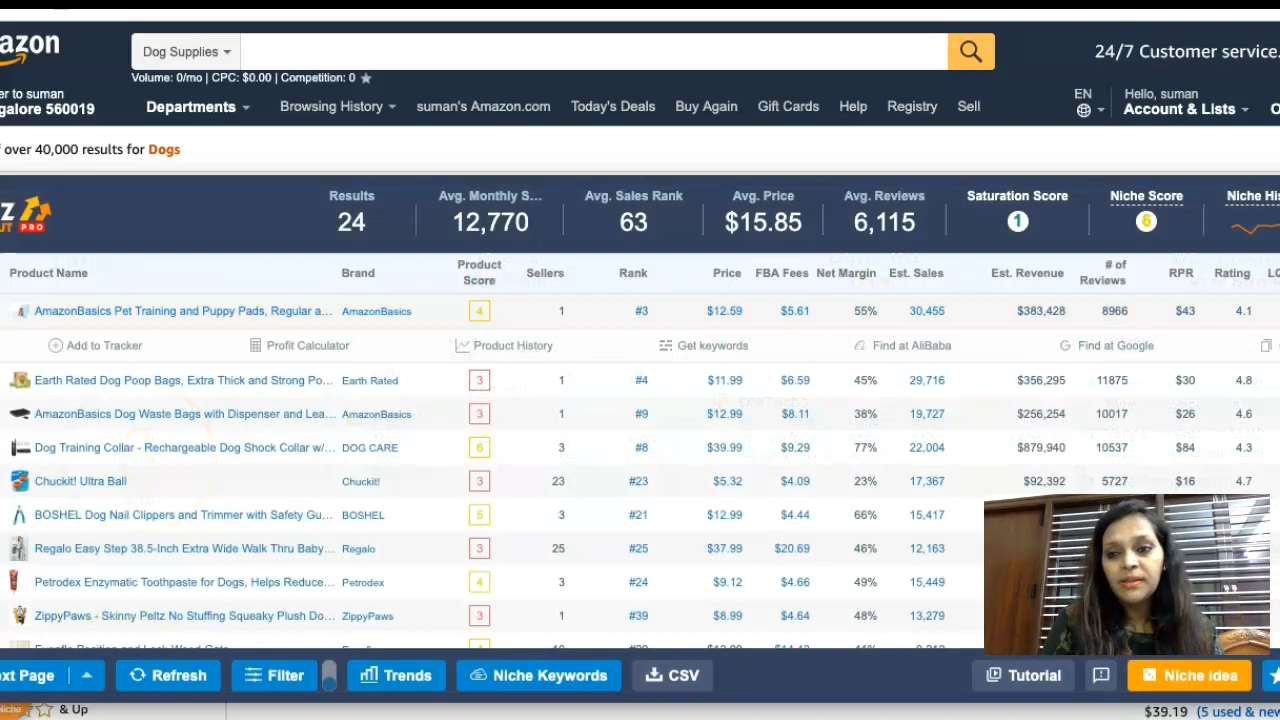 azon
Dog Supplies
24/7 Customer service.
Volume: 0/mo | CPC: $0.00 | Competition: 0
er to suman
galore 560019
Departments Browsing History suman's Amazon.com Today's Deals Buy Again Gift Cards Help Registry Sell
EN
Hello, suman
Account & Lists
of over 40,000 results for Dogs
Z
UT PRO
Results Avg. Monthly S... Avg. Sales Rank Avg. Price Avg. Reviews Saturation Score Niche Score Niche His
24 12,770 63 $15.85 6,115 1 6
Product Name Brand Product Score Sellers Rank Price FBA Fees Net Margin Est. Sales Est. Revenue # of Reviews RPR Rating LQ
AmazonBasics Pet Training and Puppy Pads, Regular a... AmazonBasics 4 1 #3 $12.59 $5.61 55% 30,455 $383,428 8966 $43 4.1
Add to Tracker Profit Calculator Product History Get keywords Find at AliBaba Find at Google
Earth Rated Dog Poop Bags, Extra Thick and Strong Po... Earth Rated 3 1 #4 $11.99 $6.59 45% 29,716 $356,295 11875 $30 4.8
AmazonBasics Dog Waste Bags with Dispenser and Lea... AmazonBasics 3 1 #9 $12.99 $8.11 38% 19,727 $256,254 10017 $26 4.6
Dog Training Collar - Rechargeable Dog Shock Collar w/... DOG CARE 6 3 #8 $39.99 $9.29 77% 22,004 $879,940 10537 $84 4.3
Chuckit! Ultra Ball Chuckit! 3 23 #23 $5.32 $4.09 23% 17,367 $92,392 5727 $16 4.7
BOSHEL Dog Nail Clippers and Trimmer with Safety Gu... BOSHEL 5 3 #21 $12.99 $4.44 66% 15,417
Regalo Easy Step 38.5-Inch Extra Wide Walk Thru Baby... Regalo 3 25 #25 $37.99 $20.69 46% 12,163
Petrodex Enzymatic Toothpaste for Dogs, Helps Reduce... Petrodex 4 3 #24 $9.12 $4.66 49% 15,449
ZippyPaws - Skinny Peltz No Stuffing Squeaky Plush Do... ZippyPaws 3 1 #39 $8.99 $4.64 48% 13,279
ext Page Refresh Filter Trends Niche Keywords CSV Tutorial Niche Idea
Niche & Up
$39.19 (5 used & new